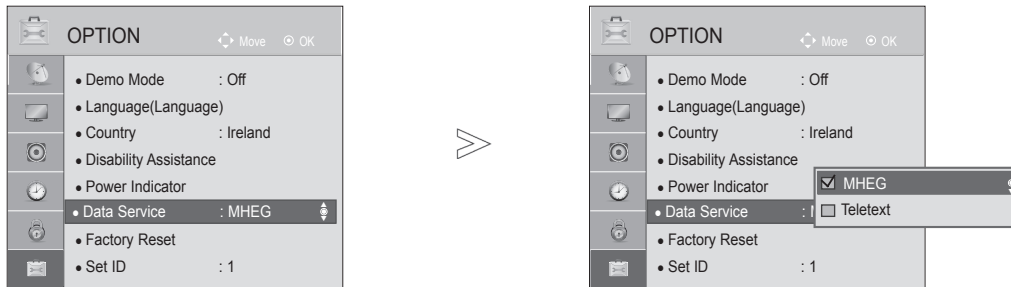 OPTION
Move OK
• Demo Mode : Off
• Language(Language)
• Country : Ireland
• Disability Assistance
• Power Indicator
• Data Service : MHEG
• Factory Reset
• Set ID : 1
OPTION
Move OK
• Demo Mode : Off
• Language(Language)
• Country : Ireland
• Disability Assistance
• Power Indicator
• Data Service :
• Factory Reset
• Set ID : 1
MHEG
Teletext